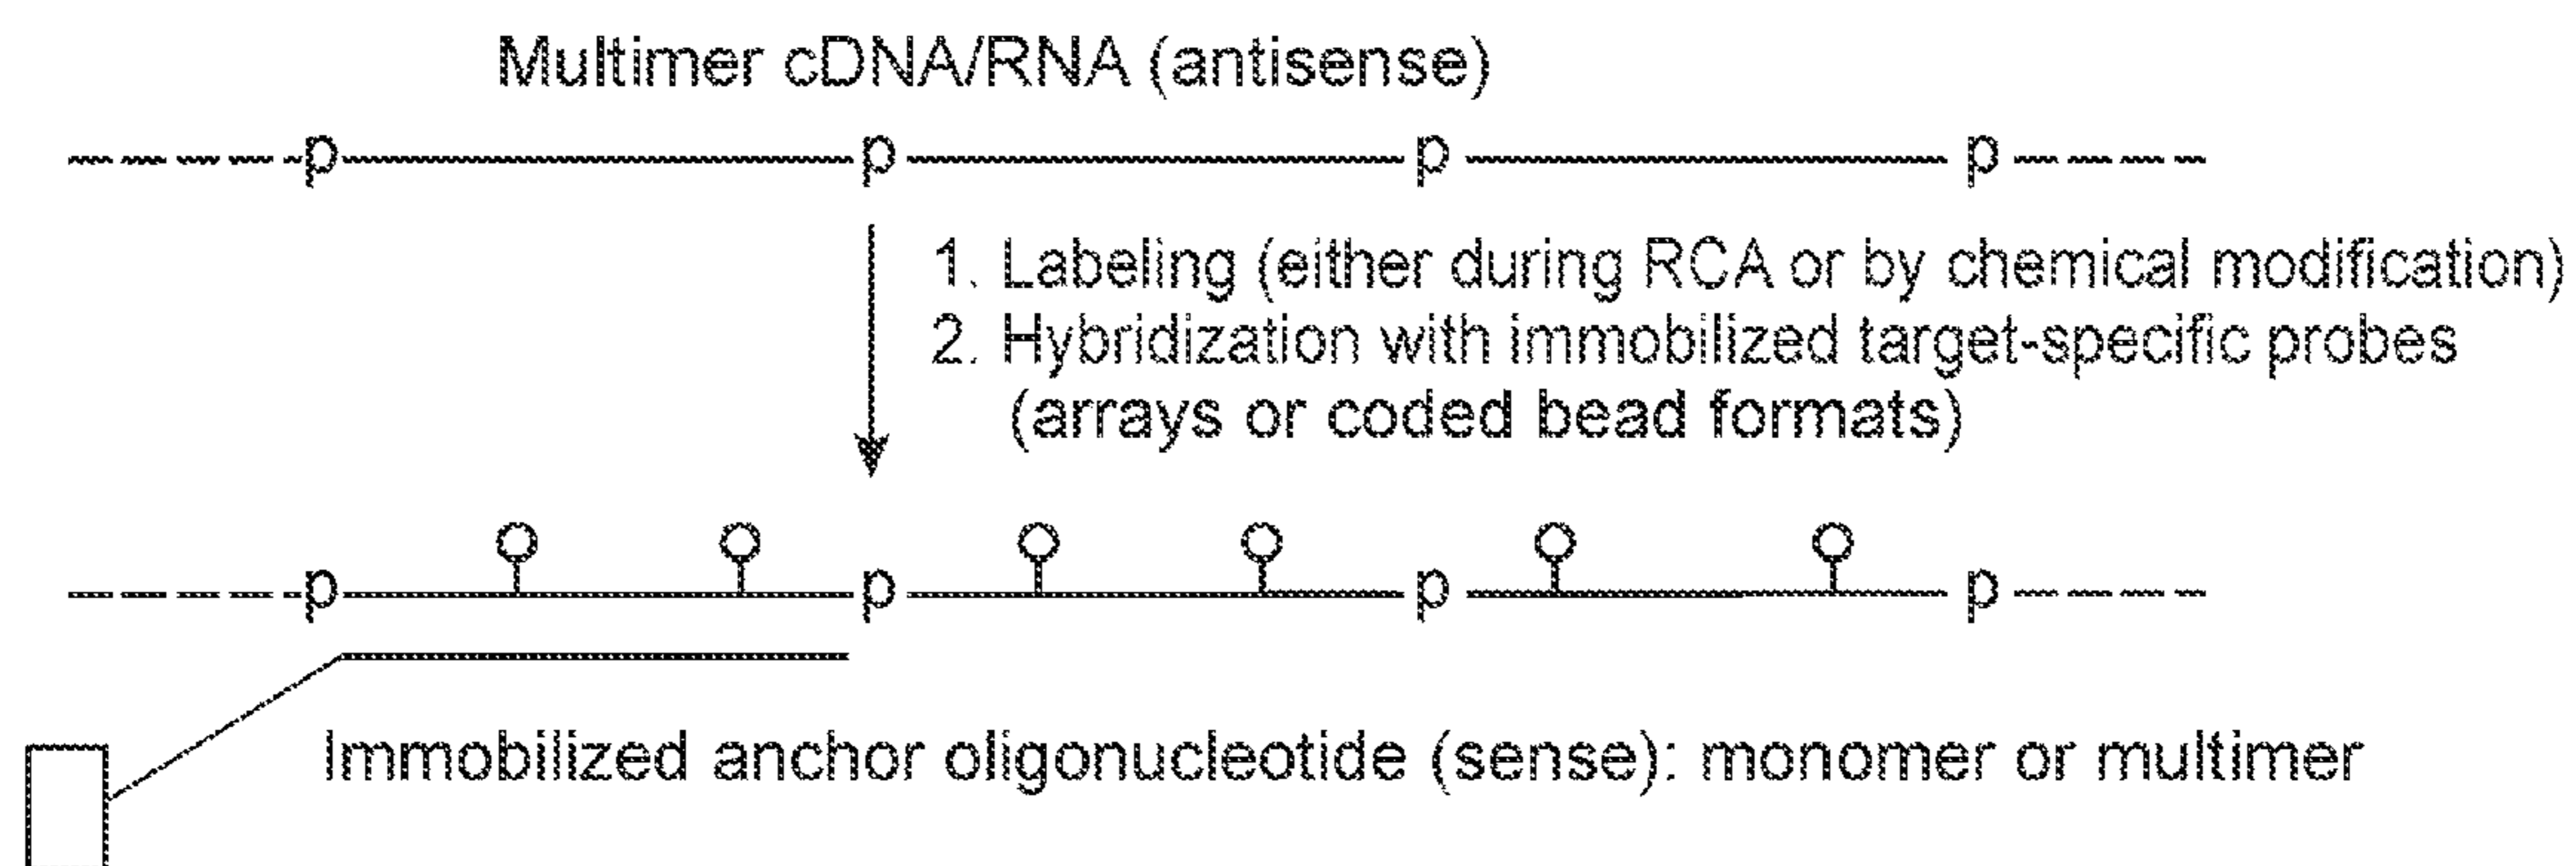 Multimer cDNA/RNA (antisense)
p p p p
1. Labeling (either during RCA or by chemical modification)
2. Hybridization with immobilized target-specific probes
(arrays or coded bead formats)
p p p p
Immobilized anchor oligonucleotide (sense): monomer or multimer